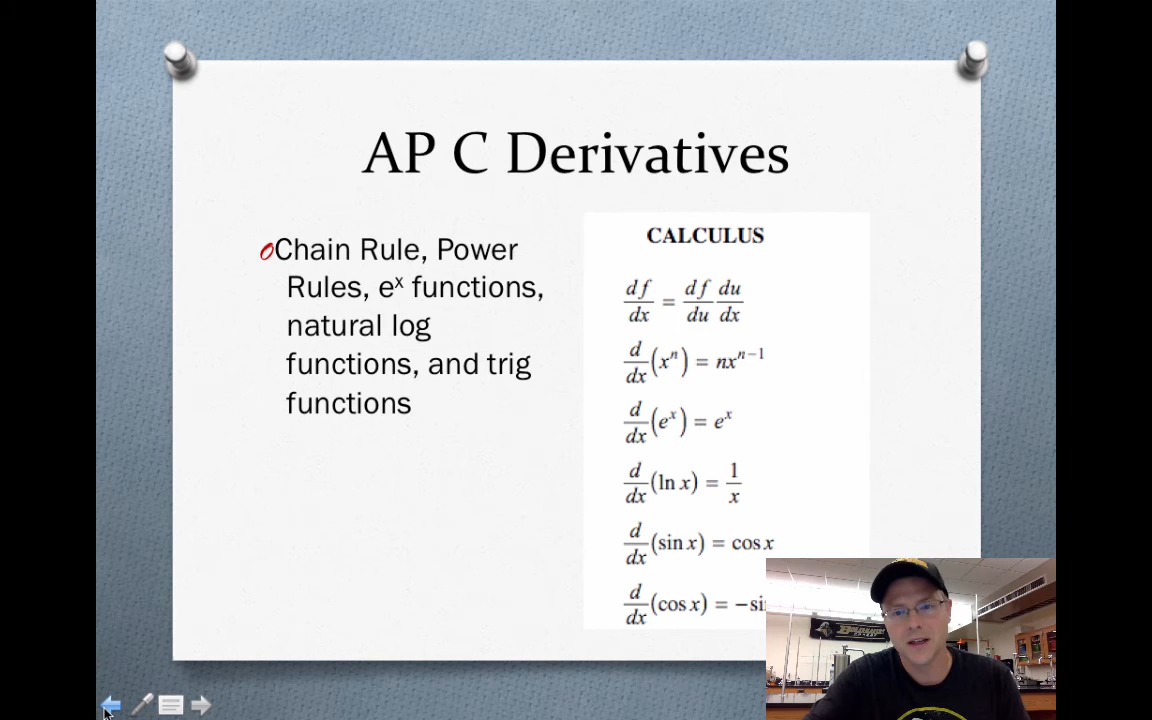 AP C Derivatives
Chain Rule, Power
Rules, eˣ functions,
natural log
functions, and trig
functions
CALCULUS
df/dx = df/du du/dx
d/dx (xⁿ) = nxⁿ⁻¹
d/dx (eˣ) = eˣ
d/dx (ln x) = 1/x
d/dx (sin x) = cos x
d/dx (cos x) = −si